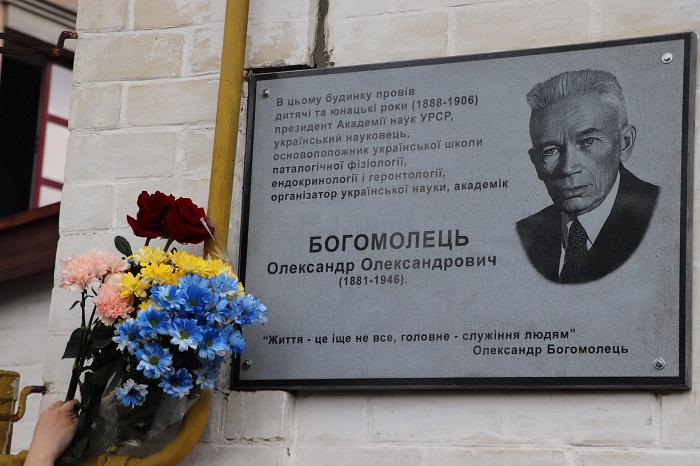 В цьому будинку провів
дитячі та юнацькі роки (1888-1906)
президент Академії наук УРСР,
український науковець,
основоположник української школи
паталогічної фізіології,
ендокринології і геронтології,
організатор української науки, академік
БОГОМОЛЕЦЬ
Олександр Олександрович
(1881-1946).
“Життя - це іще не все, головне - служіння людям”
Олександр Богомолець